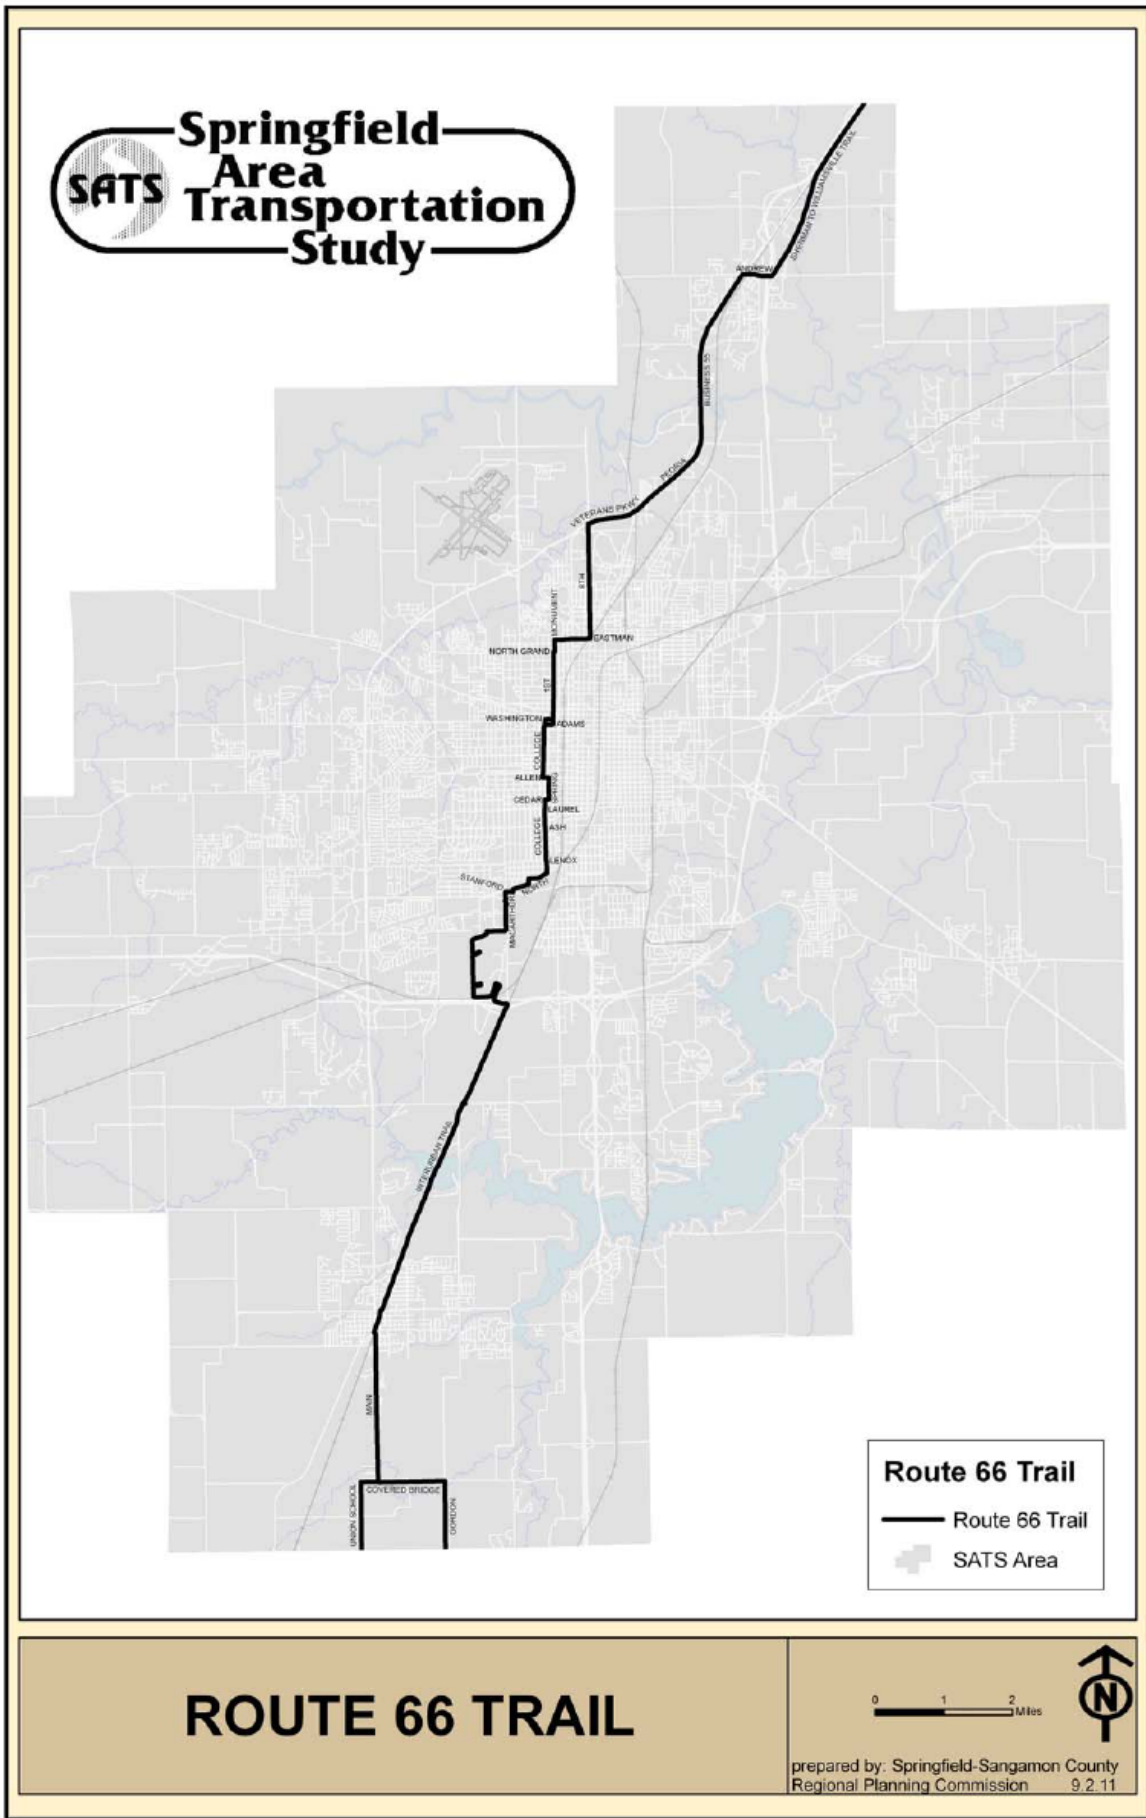 Springfield
Area
SATS
Transportation
Study
SHERMAN TO WILLIAMSVILLE TRAIL
ANDREW
BUSINESS 55
PEORIA
VETERANS PKWY
8TH
MONUMENT
EASTMAN
NORTH GRAND
1ST
WASHINGTON
ADAMS
COLLEGE
ALLEN
SPRING
CEDAR
LAUREL
ASH
COLLEGE
LENOX
STANFORD
NORTH
MACARTHUR
INTERURBAN TRAIL
MAIN
COVERED BRIDGE
UNION SCHOOL
GORDON
Route 66 Trail
Route 66 Trail
SATS Area
ROUTE 66 TRAIL
0 1 2
Miles
N
prepared by: Springfield-Sangamon County
Regional Planning Commission 9.2.11